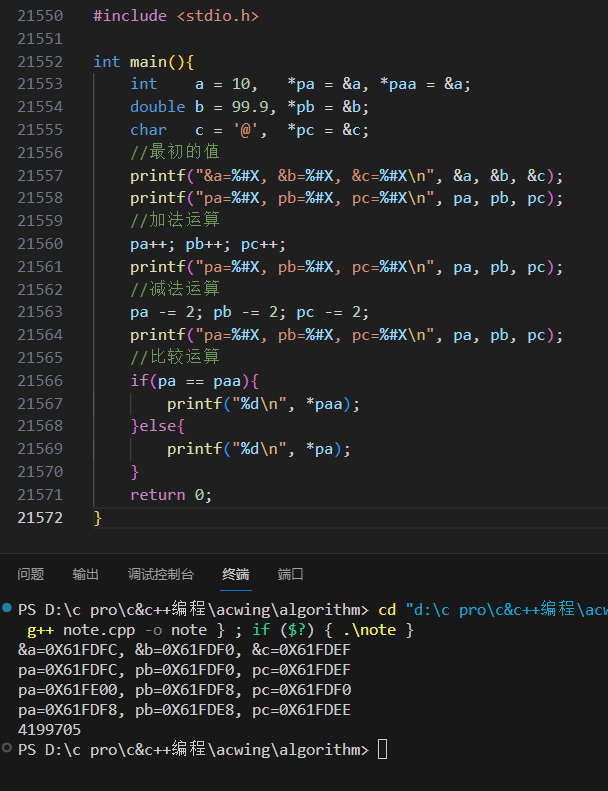 21550 #include <stdio.h>
21551
21552 int main(){
21553     int    a = 10,   *pa = &a, *paa = &a;
21554     double b = 99.9, *pb = &b;
21555     char   c = '@',  *pc = &c;
21556     //最初的值
21557     printf("&a=%#X, &b=%#X, &c=%#X\n", &a, &b, &c);
21558     printf("pa=%#X, pb=%#X, pc=%#X\n", pa, pb, pc);
21559     //加法运算
21560     pa++; pb++; pc++;
21561     printf("pa=%#X, pb=%#X, pc=%#X\n", pa, pb, pc);
21562     //减法运算
21563     pa -= 2; pb -= 2; pc -= 2;
21564     printf("pa=%#X, pb=%#X, pc=%#X\n", pa, pb, pc);
21565     //比较运算
21566     if(pa == paa){
21567         printf("%d\n", *paa);
21568     }else{
21569         printf("%d\n", *pa);
21570     }
21571     return 0;
21572 }
问题 输出 调试控制台 终端 端口
PS D:\c pro\c&c++编程\acwing\algorithm> cd "d:\c pro\c&c++编程\acw
g++ note.cpp -o note } ; if ($?) { .\note }
&a=0X61FDFC, &b=0X61FDF0, &c=0X61FDEF
pa=0X61FDFC, pb=0X61FDF0, pc=0X61FDEF
pa=0X61FE00, pb=0X61FDF8, pc=0X61FDF0
pa=0X61FDF8, pb=0X61FDE8, pc=0X61FDEE
4199705
PS D:\c pro\c&c++编程\acwing\algorithm>